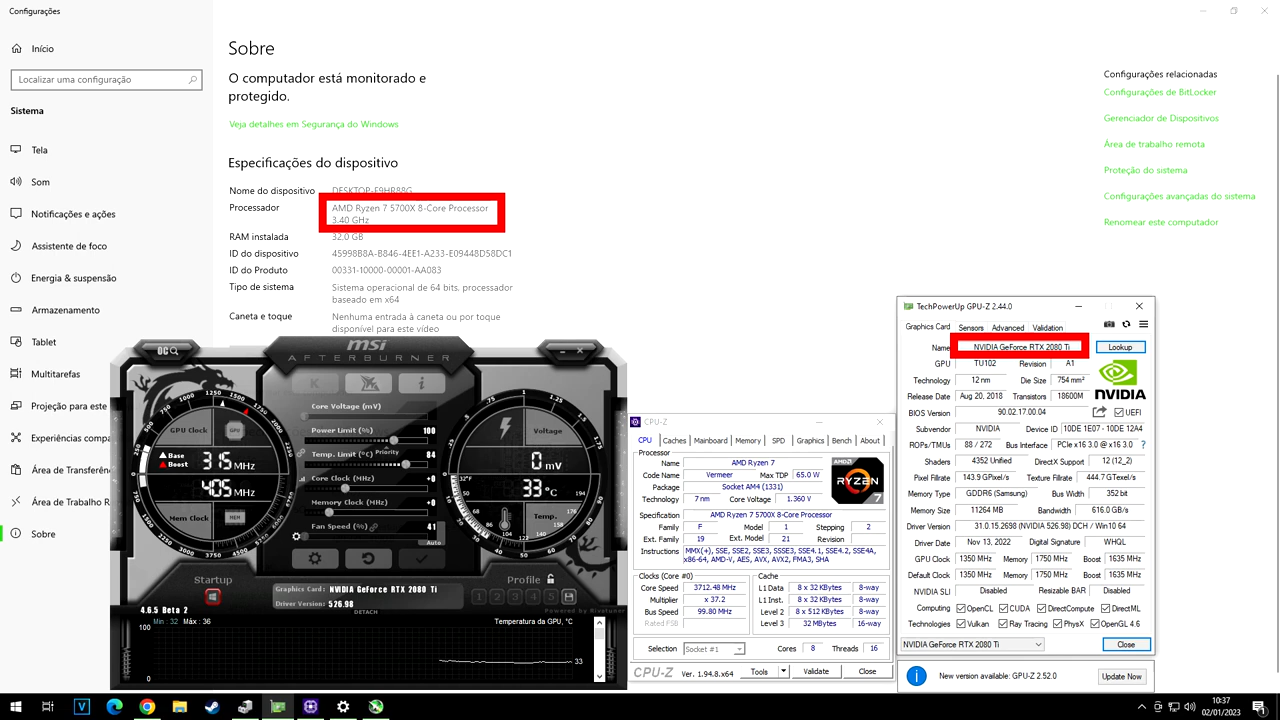 Configurações
Início
Localizar uma configuração
Sistema
Tela
Som
Notificações e ações
Assistente de foco
Energia & suspensão
Armazenamento
Tablet
Multitarefas
Projeção para este
Experiências compa
Área de Transferên
Área de Trabalho R
Sobre
Sobre
O computador está monitorado e
protegido.
Veja detalhes em Segurança do Windows
Especificações do dispositivo
Nome do dispositivo DESKTOP-F9HR88G
Processador AMD Ryzen 7 5700X 8-Core Processor
3.40 GHz
RAM instalada 32,0 GB
ID do dispositivo 45998B8A-B846-4EE1-A233-E09448D58DC1
ID do Produto 00331-10000-00001-AA083
Tipo de sistema Sistema operacional de 64 bits, processador
baseado em x64
Caneta e toque Nenhuma entrada à caneta ou por toque
disponível para este vídeo
Configurações relacionadas
Configurações de BitLocker
Gerenciador de Dispositivos
Área de trabalho remota
Proteção do sistema
Configurações avançadas do sistema
Renomear este computador
OC
msi
AFTERBURNER
K i
GPU Clock GPU
Base
Boost
315 MHz
405 MHz
Mem Clock MEM
Core Voltage (mV)
Power Limit (%) 100
Priority
Temp. Limit (°C) 84
Core Clock (MHz) +0
Memory Clock (MHz) +0
Fan Speed (%) 41
Auto
Voltage
0 mV
33 °C
Temp.
Startup
Profile
1 2 3 4 5
Graphics Card: NVIDIA GeForce RTX 2080 Ti
Driver Version: 526.98
DETACH
4.6.5 Beta 2
Powered by Rivatuner
Min : 32 Máx : 36 Temperatura da GPU, °C
100
33
0
CPU-Z
CPU Caches Mainboard Memory SPD Graphics Bench About
Processor
Name AMD Ryzen 7
Code Name Vermeer Max TDP 65.0 W
Package Socket AM4 (1331)
Technology 7 nm Core Voltage 1.360 V
AMD
RYZEN
7
Specification AMD Ryzen 7 5700X 8-Core Processor
Family F Model 1 Stepping 2
Ext. Family 19 Ext. Model 21 Revision
Instructions MMX(+), SSE, SSE2, SSE3, SSSE3, SSE4.1, SSE4.2, SSE4A,
x86-64, AMD-V, AES, AVX, AVX2, FMA3, SHA
Clocks (Core #0) Cache
Core Speed 3712.48 MHz L1 Data 8 x 32 KBytes 8-way
Multiplier x 37.2 L1 Inst. 8 x 32 KBytes 8-way
Bus Speed 99.80 MHz Level 2 8 x 512 KBytes 8-way
Rated FSB Level 3 32 MBytes 16-way
Selection Socket #1 Cores 8 Threads 16
CPU-Z Ver. 1.94.8.x64 Tools Validate Close
TechPowerUp GPU-Z 2.44.0
Graphics Card Sensors Advanced Validation
Name NVIDIA GeForce RTX 2080 Ti Lookup
GPU TU102 Revision A1
Technology 12 nm Die Size 754 mm²
Release Date Aug 20, 2018 Transistors 18600M
NVIDIA
BIOS Version 90.02.17.00.04 UEFI
Subvendor NVIDIA Device ID 10DE 1E07 - 10DE 12A4
ROPs/TMUs 88 / 272 Bus Interface PCIe x16 3.0 @ x16 3.0 ?
Shaders 4352 Unified DirectX Support 12 (12_2)
Pixel Fillrate 143.9 GPixel/s Texture Fillrate 444.7 GTexel/s
Memory Type GDDR6 (Samsung) Bus Width 352 bit
Memory Size 11264 MB Bandwidth 616.0 GB/s
Driver Version 31.0.15.2698 (NVIDIA 526.98) DCH / Win10 64
Driver Date Nov 13, 2022 Digital Signature WHQL
GPU Clock 1350 MHz Memory 1750 MHz Boost 1635 MHz
Default Clock 1350 MHz Memory 1750 MHz Boost 1635 MHz
NVIDIA SLI Disabled Resizable BAR Disabled
Computing OpenCL CUDA DirectCompute DirectML
Technologies Vulkan Ray Tracing PhysX OpenGL 4.6
NVIDIA GeForce RTX 2080 Ti Close
New version available: GPU-Z 2.52.0 Update Now
10:37
02/01/2023